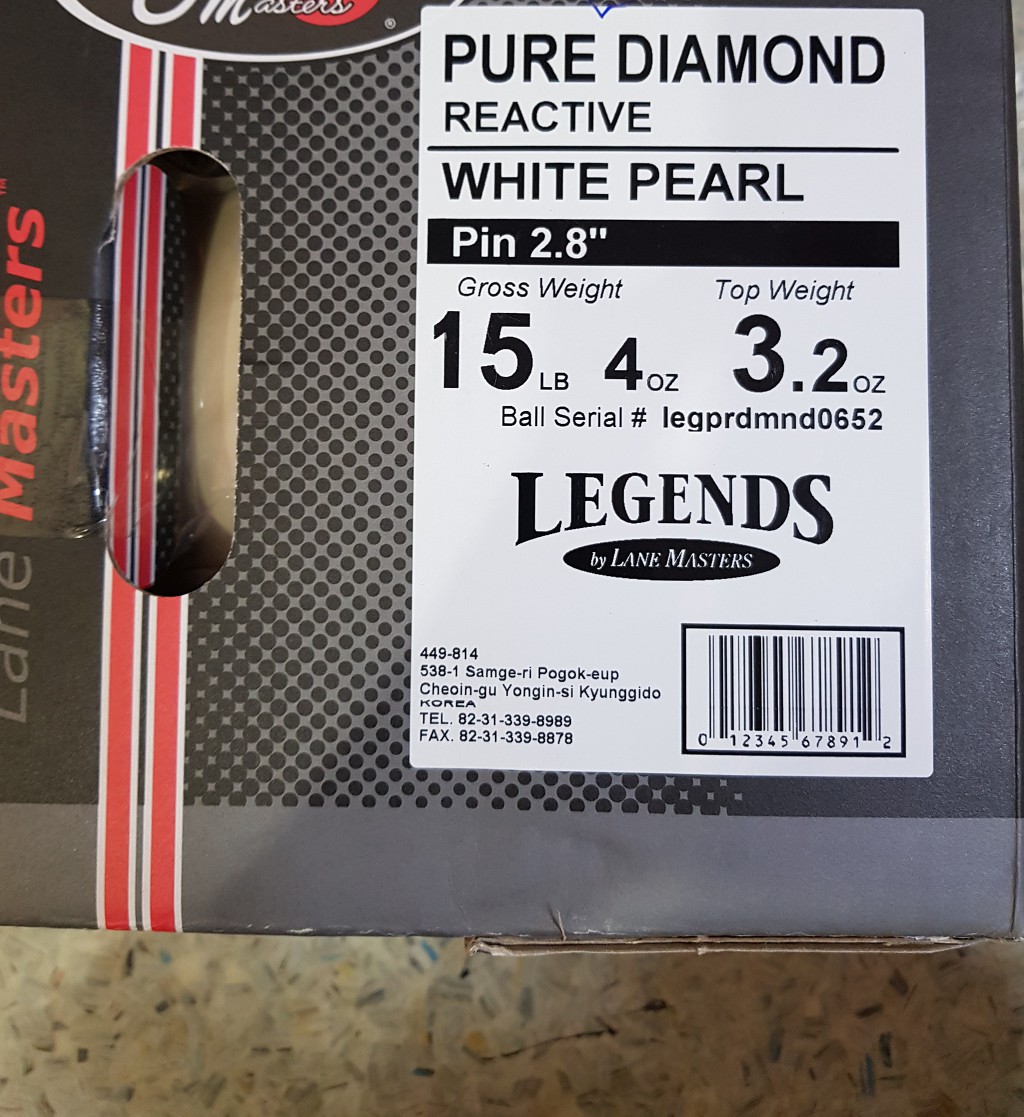 Masters
®
Lane Masters™
PURE DIAMOND
REACTIVE
WHITE PEARL
Pin 2.8"
Gross Weight Top Weight
15 LB 4 OZ 3.2 OZ
Ball Serial # legprdmnd0652
LEGENDS
by LANE MASTERS
449-814
538-1 Samge-ri Pogok-eup
Cheoin-gu Yongin-si Kyunggido
KOREA
TEL. 82-31-339-8989
FAX. 82-31-339-8878
0 12345 67891 2